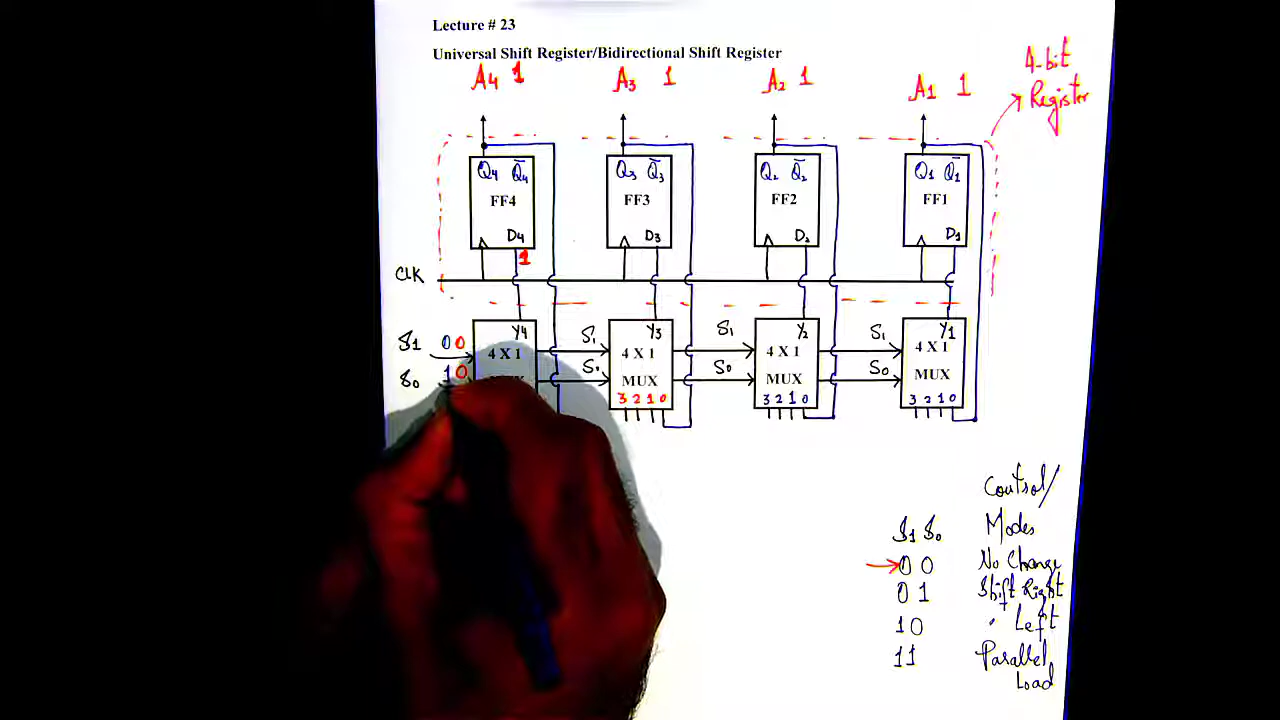 Lecture # 23
Universal Shift Register/Bidirectional Shift Register
4-bit
Register
A4 1 A3 1 A2 1 A1 1
Q4 Q̅4 Q3 Q̅3 Q2 Q̅2 Q1 Q̅1
FF4 FF3 FF2 FF1
D4 D3 D2 D1
1
CLK
Y4 Y3 Y2 Y1
S1 0 0 4 X 1 S1 4 X 1 S1 4 X 1 S1 4 X 1
S0 1 0 S0 MUX S0 MUX S0 MUX
3 2 1 0 3 2 1 0 3 2 1 0
Control/
S1 S0 Modes
0 0 No Change
0 1 Shift Right
1 0 " Left
1 1 Parallel
Load